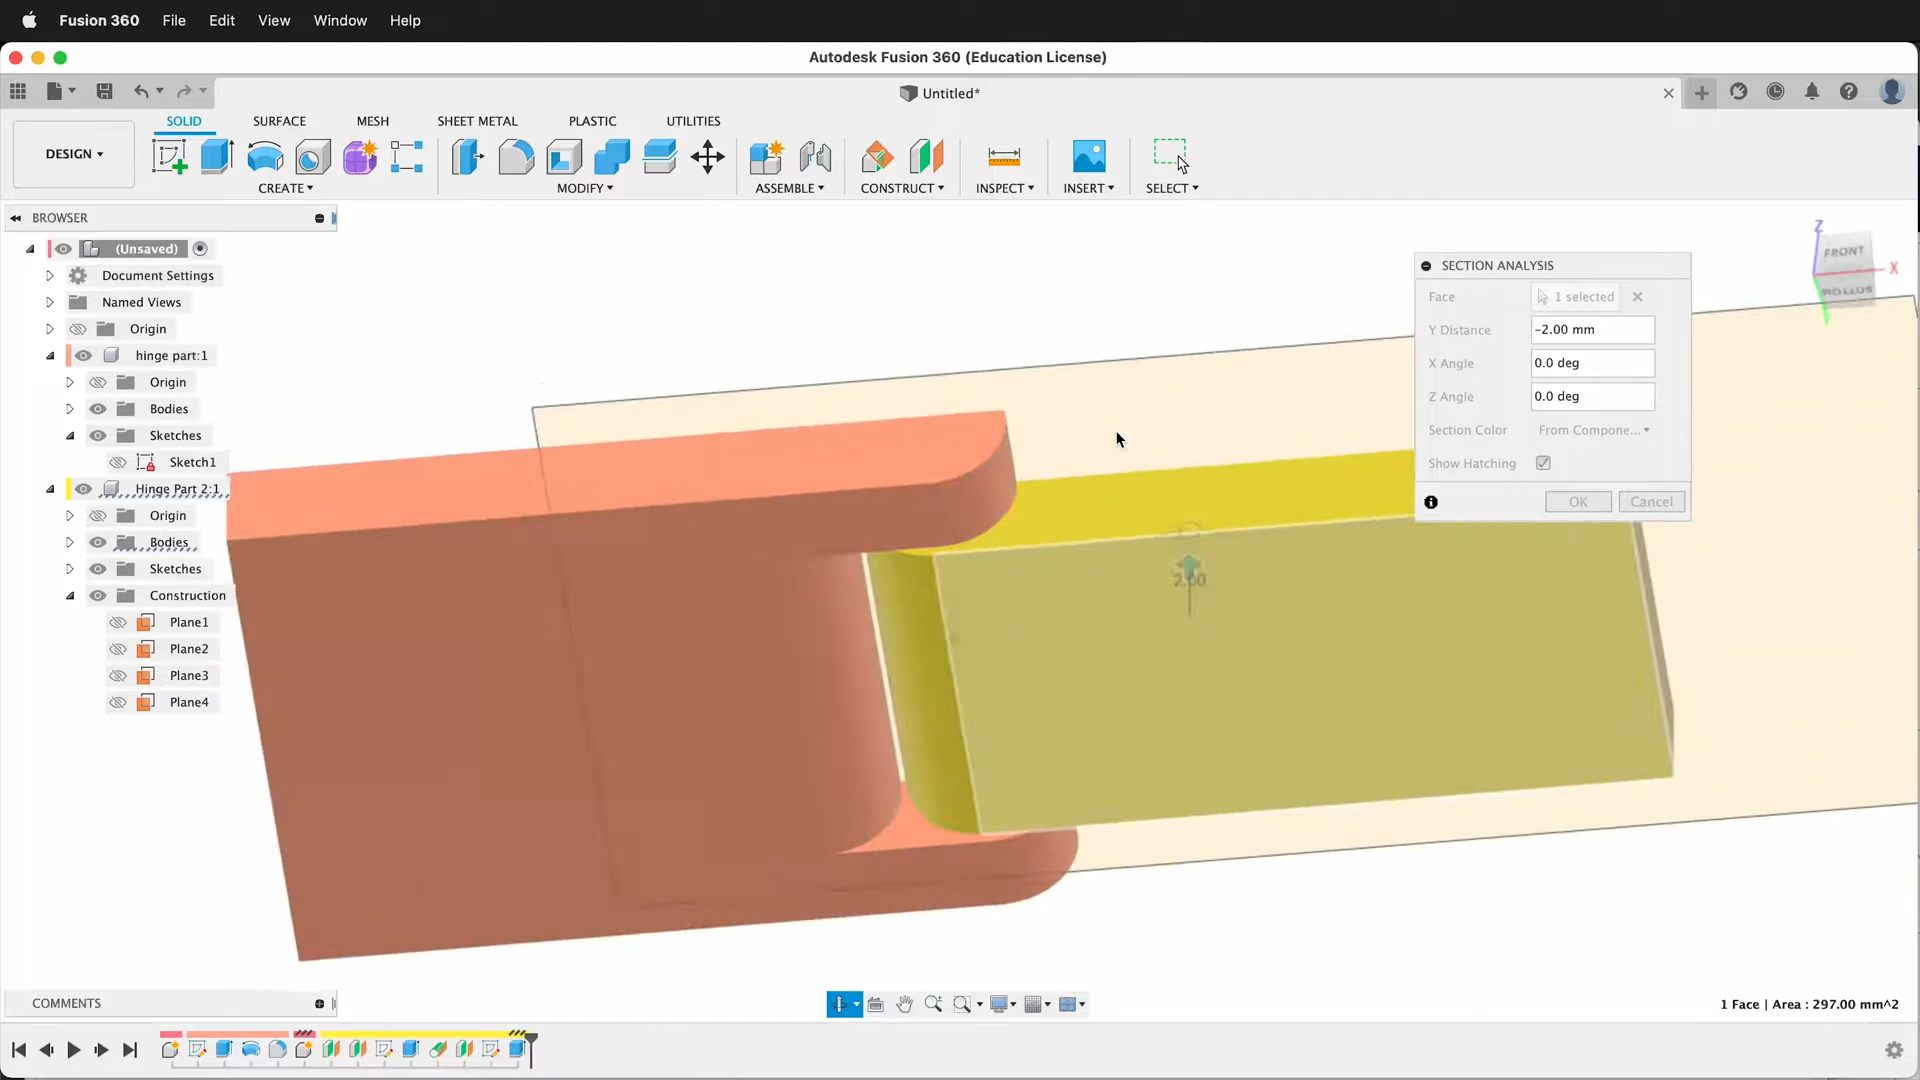 Fusion 360 File Edit View Window Help
Autodesk Fusion 360 (Education License)
Untitled*
DESIGN
SOLID SURFACE MESH SHEET METAL PLASTIC UTILITIES
CREATE MODIFY ASSEMBLE CONSTRUCT INSPECT INSERT SELECT
BROWSER
(Unsaved)
Document Settings
Named Views
Origin
hinge part:1
Origin
Bodies
Sketches
Sketch1
Hinge Part 2:1
Origin
Bodies
Sketches
Construction
Plane1
Plane2
Plane3
Plane4
Z
FRONT
X
BOTTOM
SECTION ANALYSIS
Face 1 selected
Y Distance -2.00 mm
X Angle 0.0 deg
Z Angle 0.0 deg
Section Color From Compone...
Show Hatching
OK Cancel
2.00
COMMENTS
1 Face | Area : 297.00 mm^2